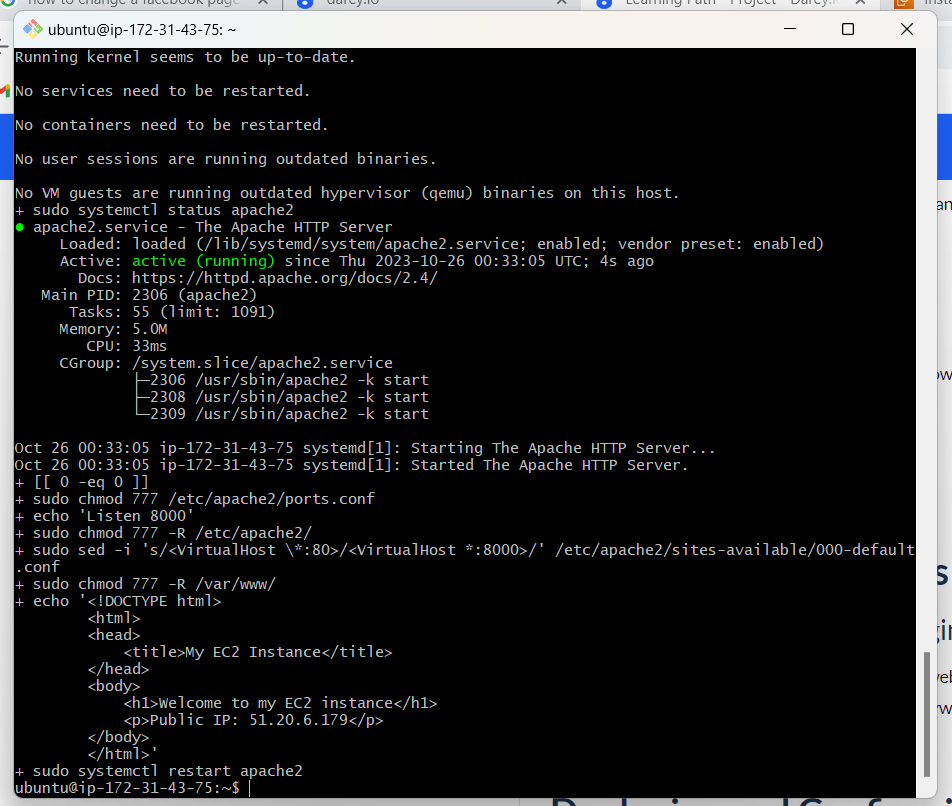 how to change a facebook page
darey.io
Learning Path - Project - Darey.
Inst
ubuntu@ip-172-31-43-75: ~
Running kernel seems to be up-to-date.
No services need to be restarted.
No containers need to be restarted.
No user sessions are running outdated binaries.
No VM guests are running outdated hypervisor (qemu) binaries on this host.
+ sudo systemctl status apache2
● apache2.service - The Apache HTTP Server
Loaded: loaded (/lib/systemd/system/apache2.service; enabled; vendor preset: enabled)
Active: active (running) since Thu 2023-10-26 00:33:05 UTC; 4s ago
Docs: https://httpd.apache.org/docs/2.4/
Main PID: 2306 (apache2)
Tasks: 55 (limit: 1091)
Memory: 5.0M
CPU: 33ms
CGroup: /system.slice/apache2.service
├─2306 /usr/sbin/apache2 -k start
├─2308 /usr/sbin/apache2 -k start
└─2309 /usr/sbin/apache2 -k start
Oct 26 00:33:05 ip-172-31-43-75 systemd[1]: Starting The Apache HTTP Server...
Oct 26 00:33:05 ip-172-31-43-75 systemd[1]: Started The Apache HTTP Server.
+ [[ 0 -eq 0 ]]
+ sudo chmod 777 /etc/apache2/ports.conf
+ echo 'Listen 8000'
+ sudo chmod 777 -R /etc/apache2/
+ sudo sed -i 's/<VirtualHost \*:80>/<VirtualHost *:8000>/' /etc/apache2/sites-available/000-default
.conf
+ sudo chmod 777 -R /var/www/
+ echo '<!DOCTYPE html>
<html>
<head>
<title>My EC2 Instance</title>
</head>
<body>
<h1>Welcome to my EC2 instance</h1>
<p>Public IP: 51.20.6.179</p>
</body>
</html>'
+ sudo systemctl restart apache2
ubuntu@ip-172-31-43-75:~$